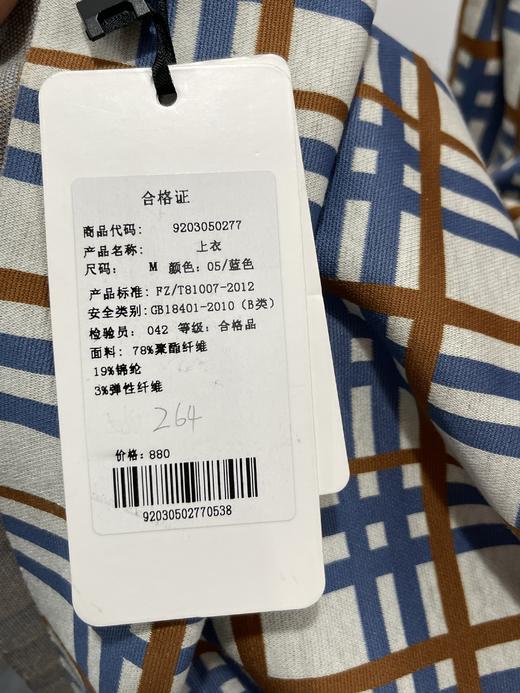 合格证
商品代码: 9203050277
产品名称: 上衣
尺码: M 颜色: 05/蓝色
产品标准: FZ/T81007-2012
安全类别:GB18401-2010 (B类)
检验员: 042 等级: 合格品
面料: 78%聚酯纤维
19%锦纶
3%弹性纤维
264
价格: 880
92030502770538